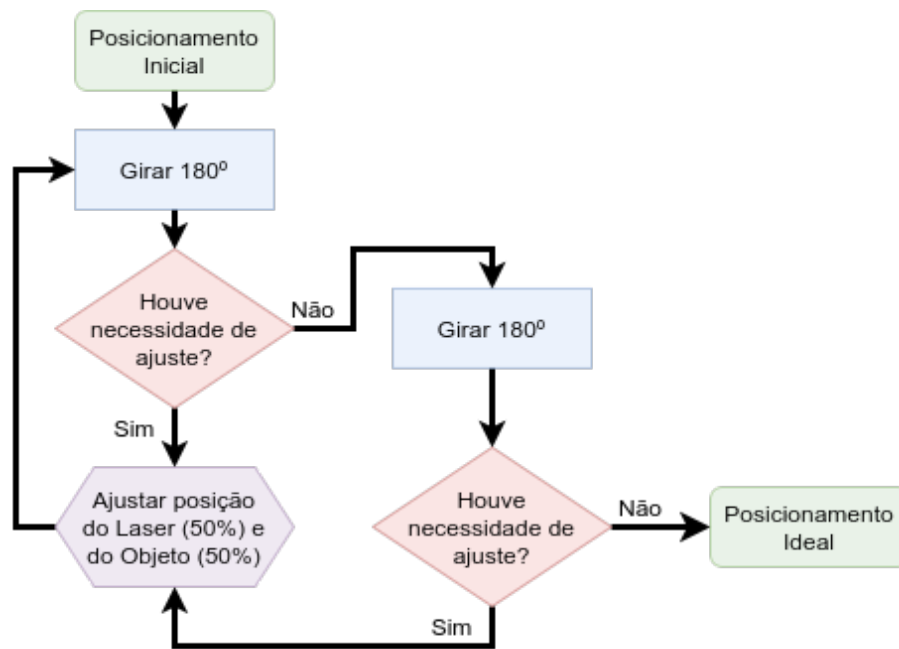 Posicionamento
Inicial
Girar 180º
Houve
necessidade de
ajuste?
Não
Sim
Ajustar posição
do Laser (50%) e
do Objeto (50%)
Girar 180º
Houve
necessidade de
ajuste?
Não
Sim
Posicionamento
Ideal